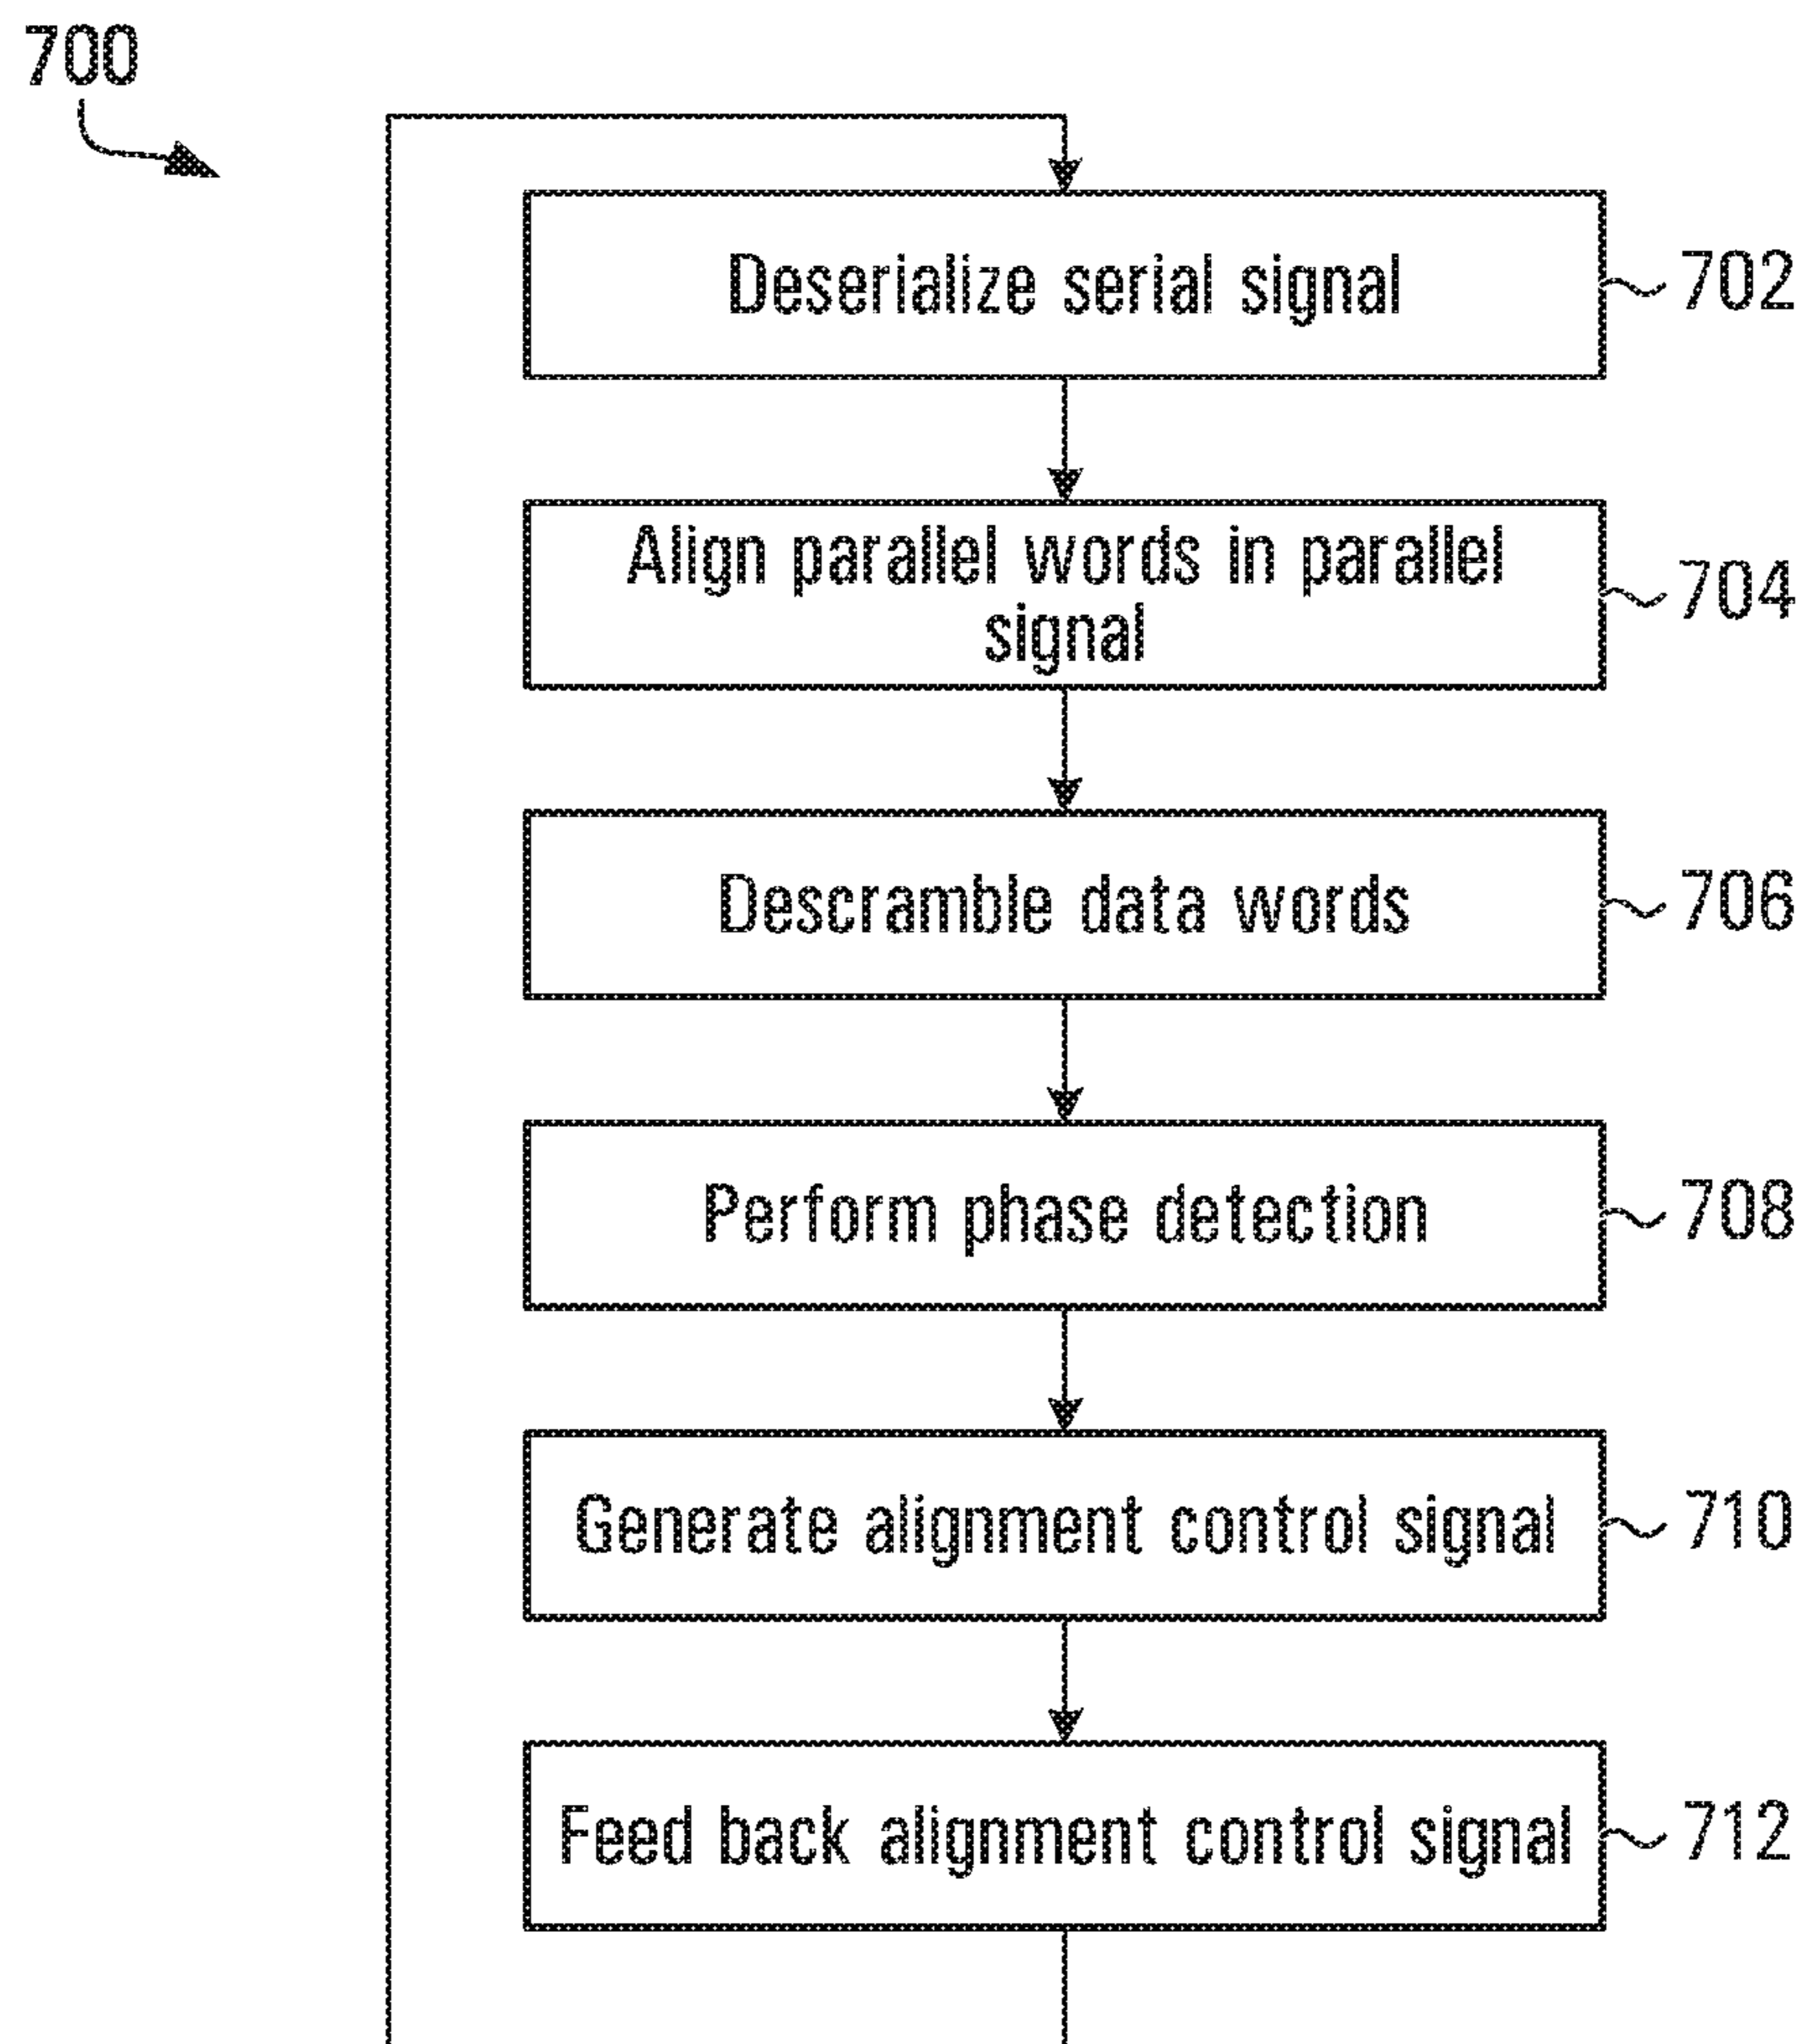 700
Deserialize serial signal
702
Align parallel words in parallel
signal
704
Descramble data words
706
Perform phase detection
708
Generate alignment control signal
710
Feed back alignment control signal
712